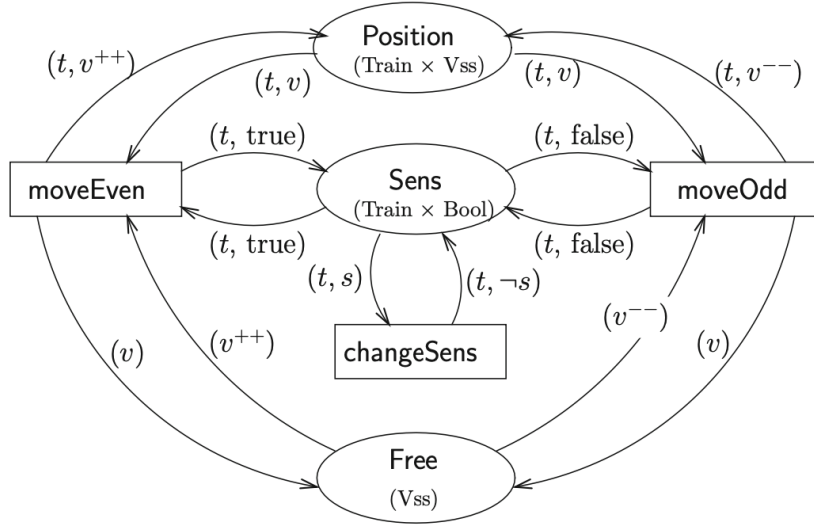 Position
(Train × Vss)
(t, v⁺⁺)
(t, v)
(t, v)
(t, v⁻⁻)
(t, true)
(t, false)
moveEven
Sens
(Train × Bool)
moveOdd
(t, true)
(t, false)
(t, s)
(t, ¬s)
(v)
(v⁺⁺)
changeSens
(v⁻⁻)
(v)
Free
(Vss)